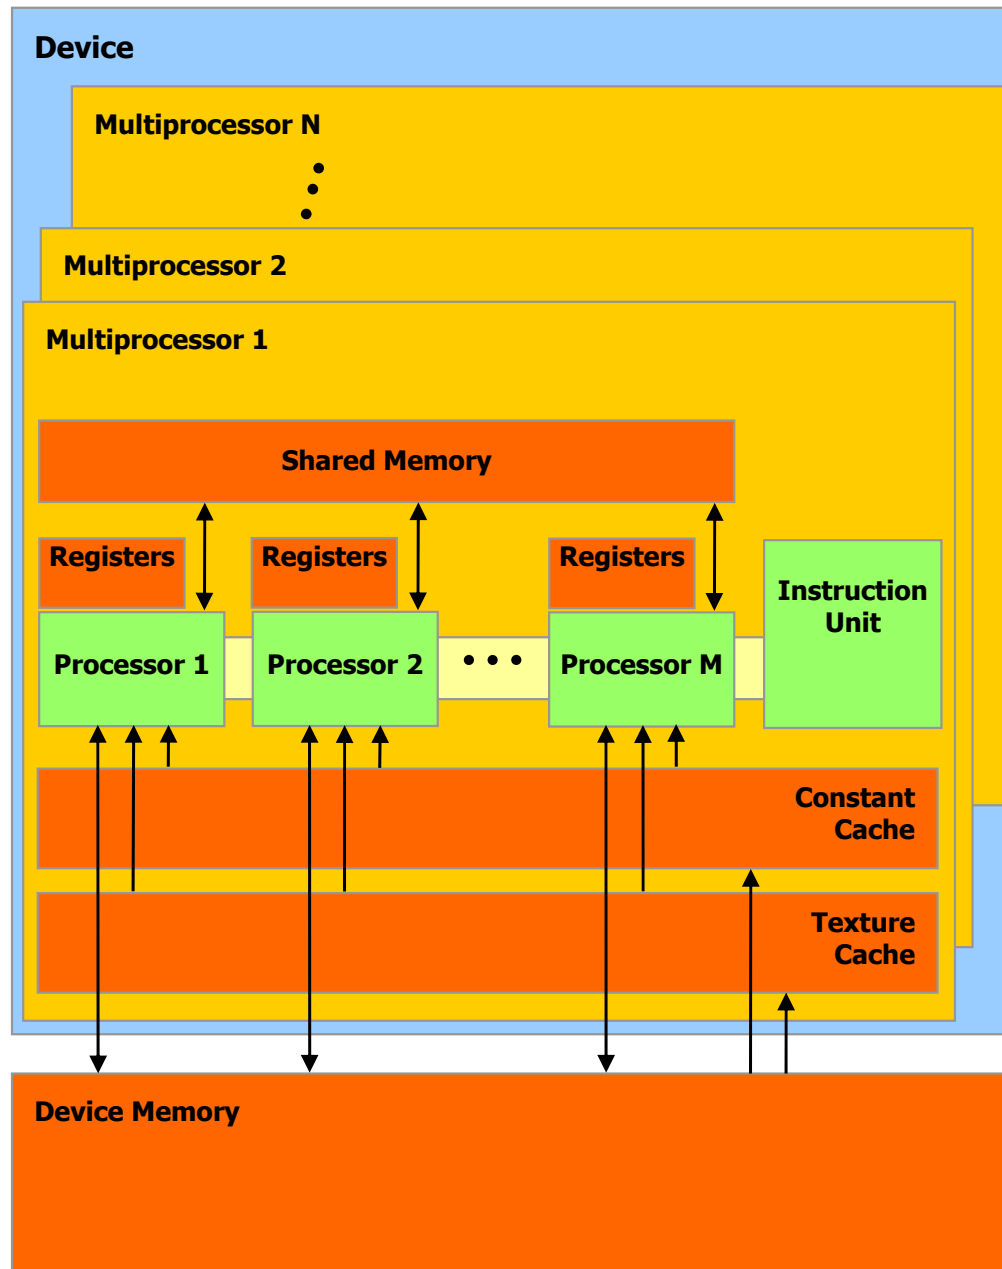 Device
Multiprocessor N
Multiprocessor 2
Multiprocessor 1
Shared Memory
Registers
Registers
Registers
Instruction
Unit
Processor 1
Processor 2
• • •
Processor M
Constant
Cache
Texture
Cache
Device Memory